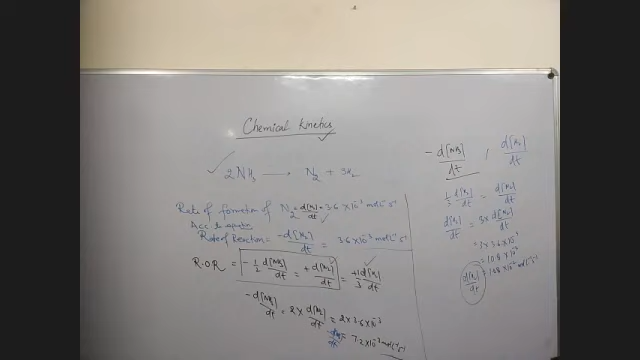 Chemical kinetics
2NH₃ → N₂ + 3H₂
Rate of formation of N₂ = d[N₂]/dt = 3.6 × 10⁻³ mol L⁻¹ s⁻¹
Acc to equation
Rate of Reaction = -d[N₂]/dt = 3.6 × 10⁻³ mol L⁻¹ s⁻¹
R.O.R = -1/2 d[NH₃]/dt = + d[N₂]/dt = +1/3 d[H₂]/dt
-d[NH₃]/dt = 2 × d[N₂]/dt = 2 × 3.6 × 10⁻³
7.2 × 10⁻³ mol L⁻¹ s⁻¹
-d[NH₃]/dt , d[H₂]/dt
1/3 d[H₂]/dt = d[N₂]/dt
d[H₂]/dt = 3 × d[N₂]/dt
= 3 × 3.6 × 10⁻³
= 10.8 × 10⁻³
d[H₂]/dt = 1.08 × 10⁻² mol L⁻¹ s⁻¹